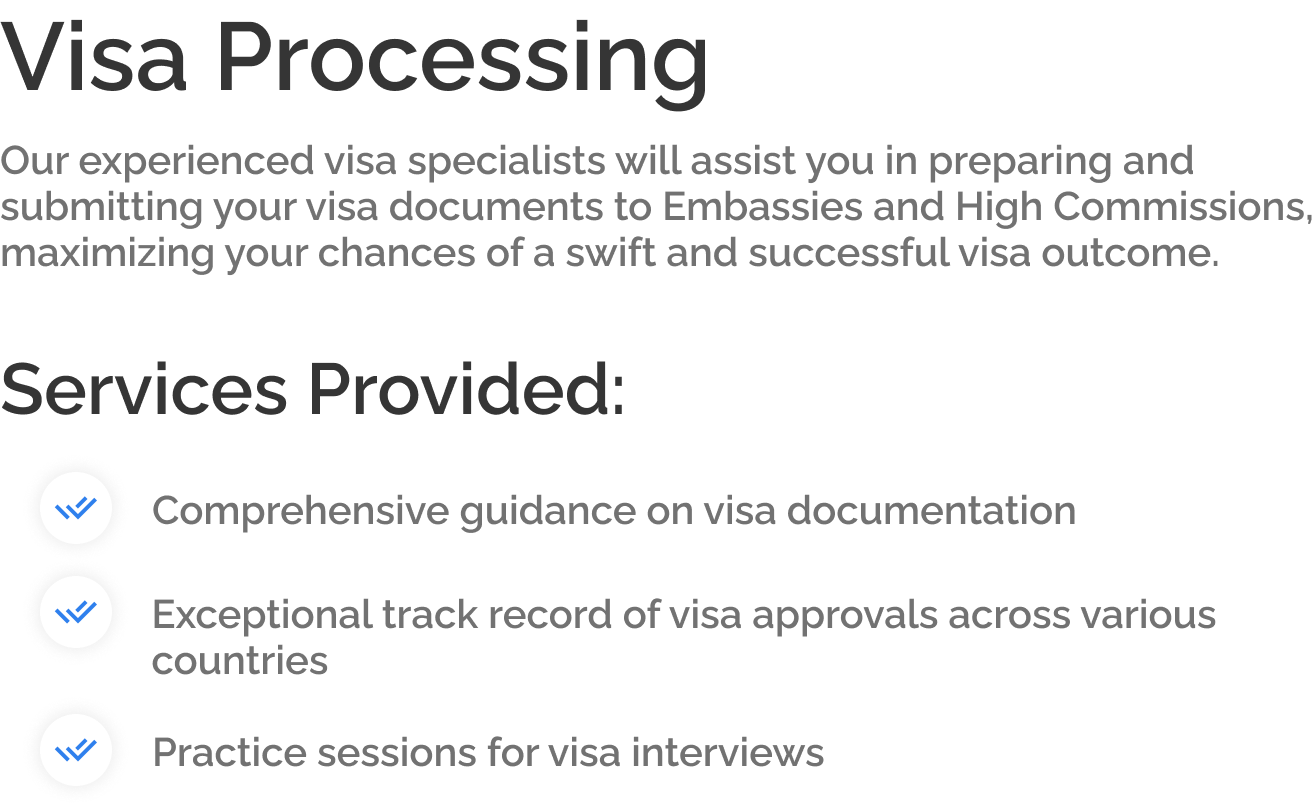 Visa Processing
Our experienced visa specialists will assist you in preparing and
submitting your visa documents to Embassies and High Commissions,
maximizing your chances of a swift and successful visa outcome.
Services Provided:
Comprehensive guidance on visa documentation
Exceptional track record of visa approvals across various
countries
Practice sessions for visa interviews